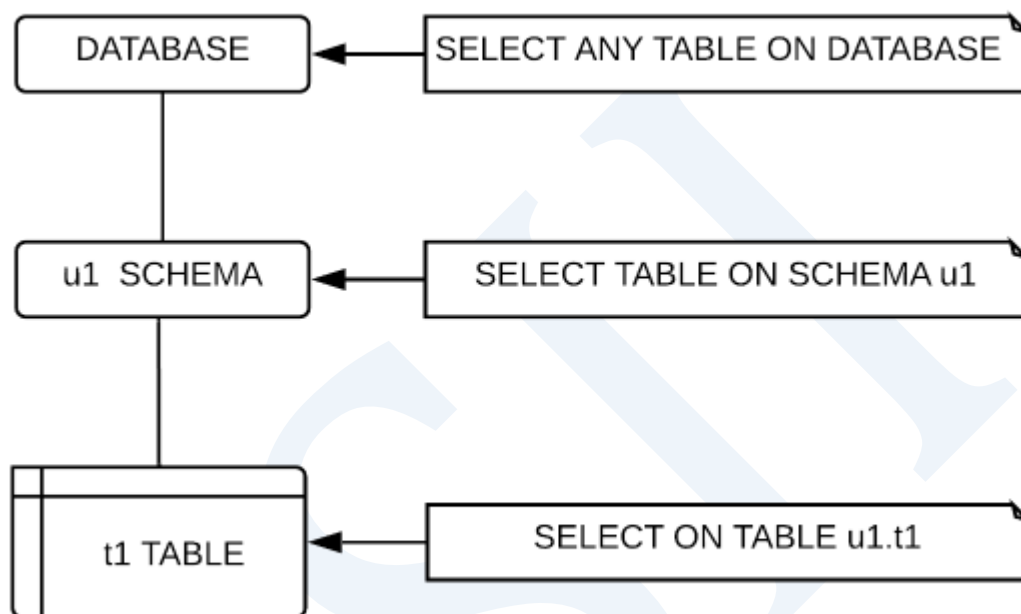 DATABASE
SELECT ANY TABLE ON DATABASE
u1 SCHEMA
SELECT TABLE ON SCHEMA u1
t1 TABLE
SELECT ON TABLE u1.t1